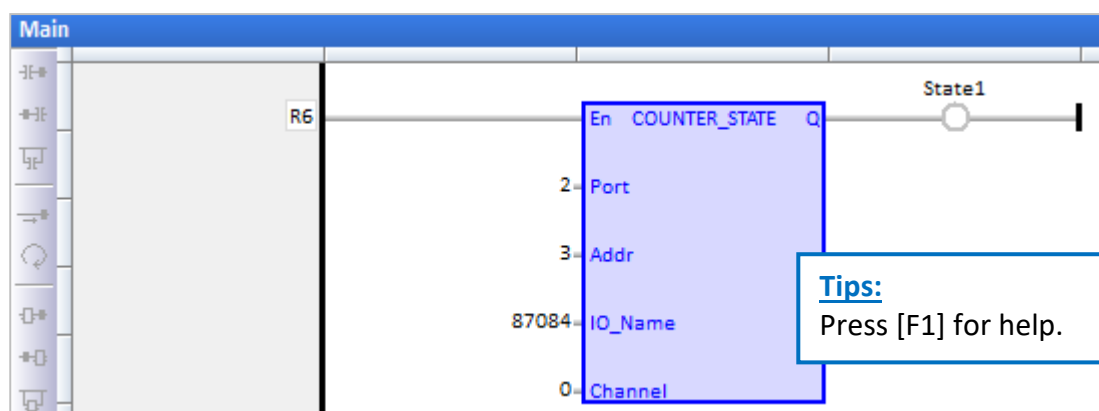 Main
State1
R6
En COUNTER_STATE Q
2 Port
3 Addr
Tips:
87084 IO_Name
Press [F1] for help.
0 Channel